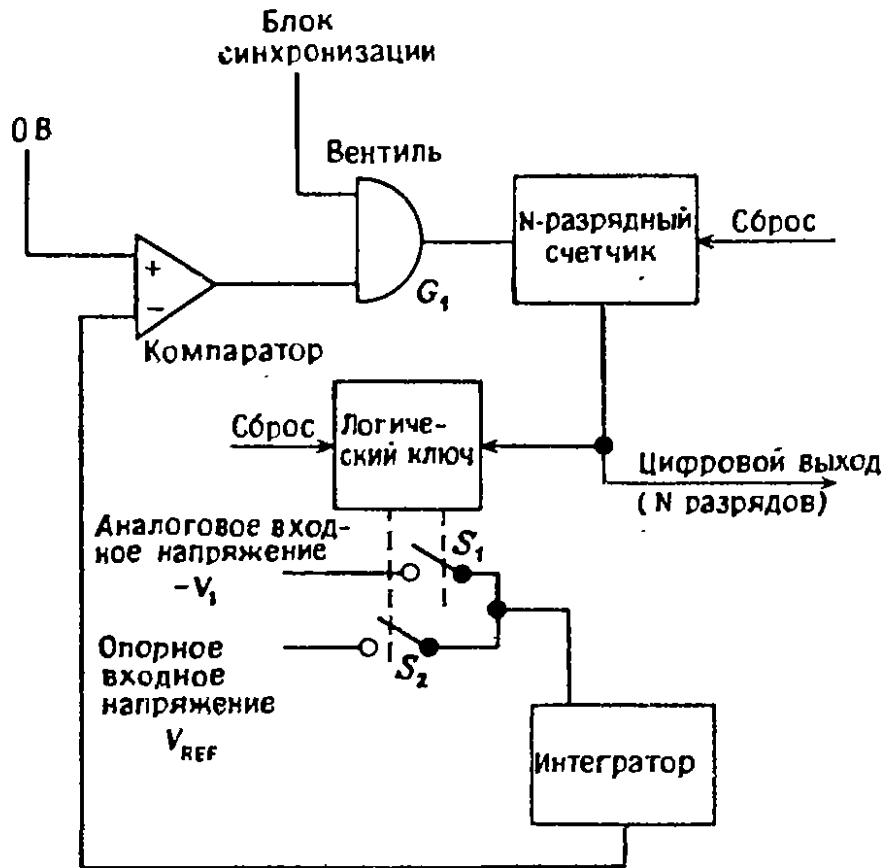 Блок
синхронизации
0 В
Вентиль
N-разрядный
счетчик
Сброс
+
−
G₁
Компаратор
Сброс
Логиче-
ский ключ
Цифровой выход
(N разрядов)
Аналоговое вход-
ное напряжение
−V₁
S₁
Опорное
входное
напряжение
V_REF
S₂
Интегратор